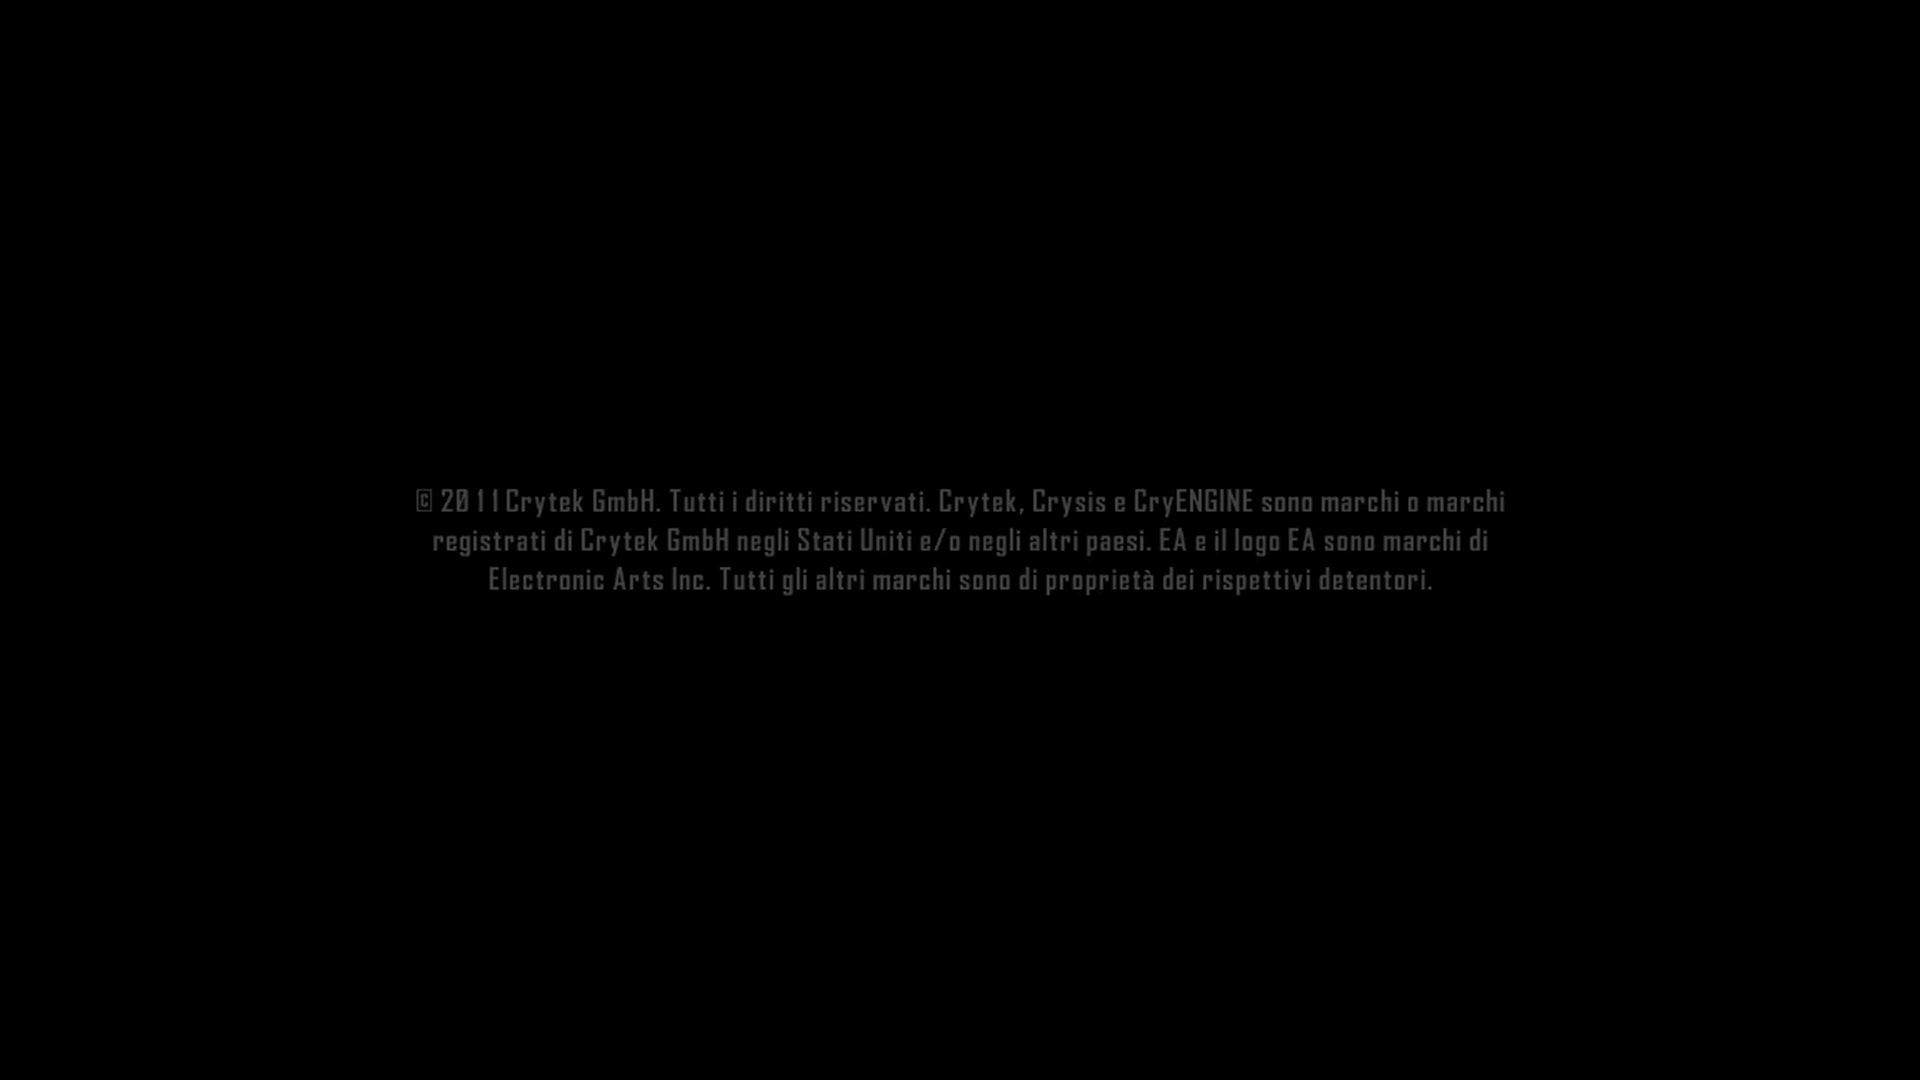 © 2011 Crytek GmbH. Tutti i diritti riservati. Crytek, Crysis e CryENGINE sono marchi o marchi
registrati di Crytek GmbH negli Stati Uniti e/o negli altri paesi. EA e il logo EA sono marchi di
Electronic Arts Inc. Tutti gli altri marchi sono di proprietà dei rispettivi detentori.